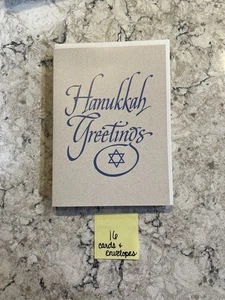 Hanukkah
Greetings
16
cards +
envelopes